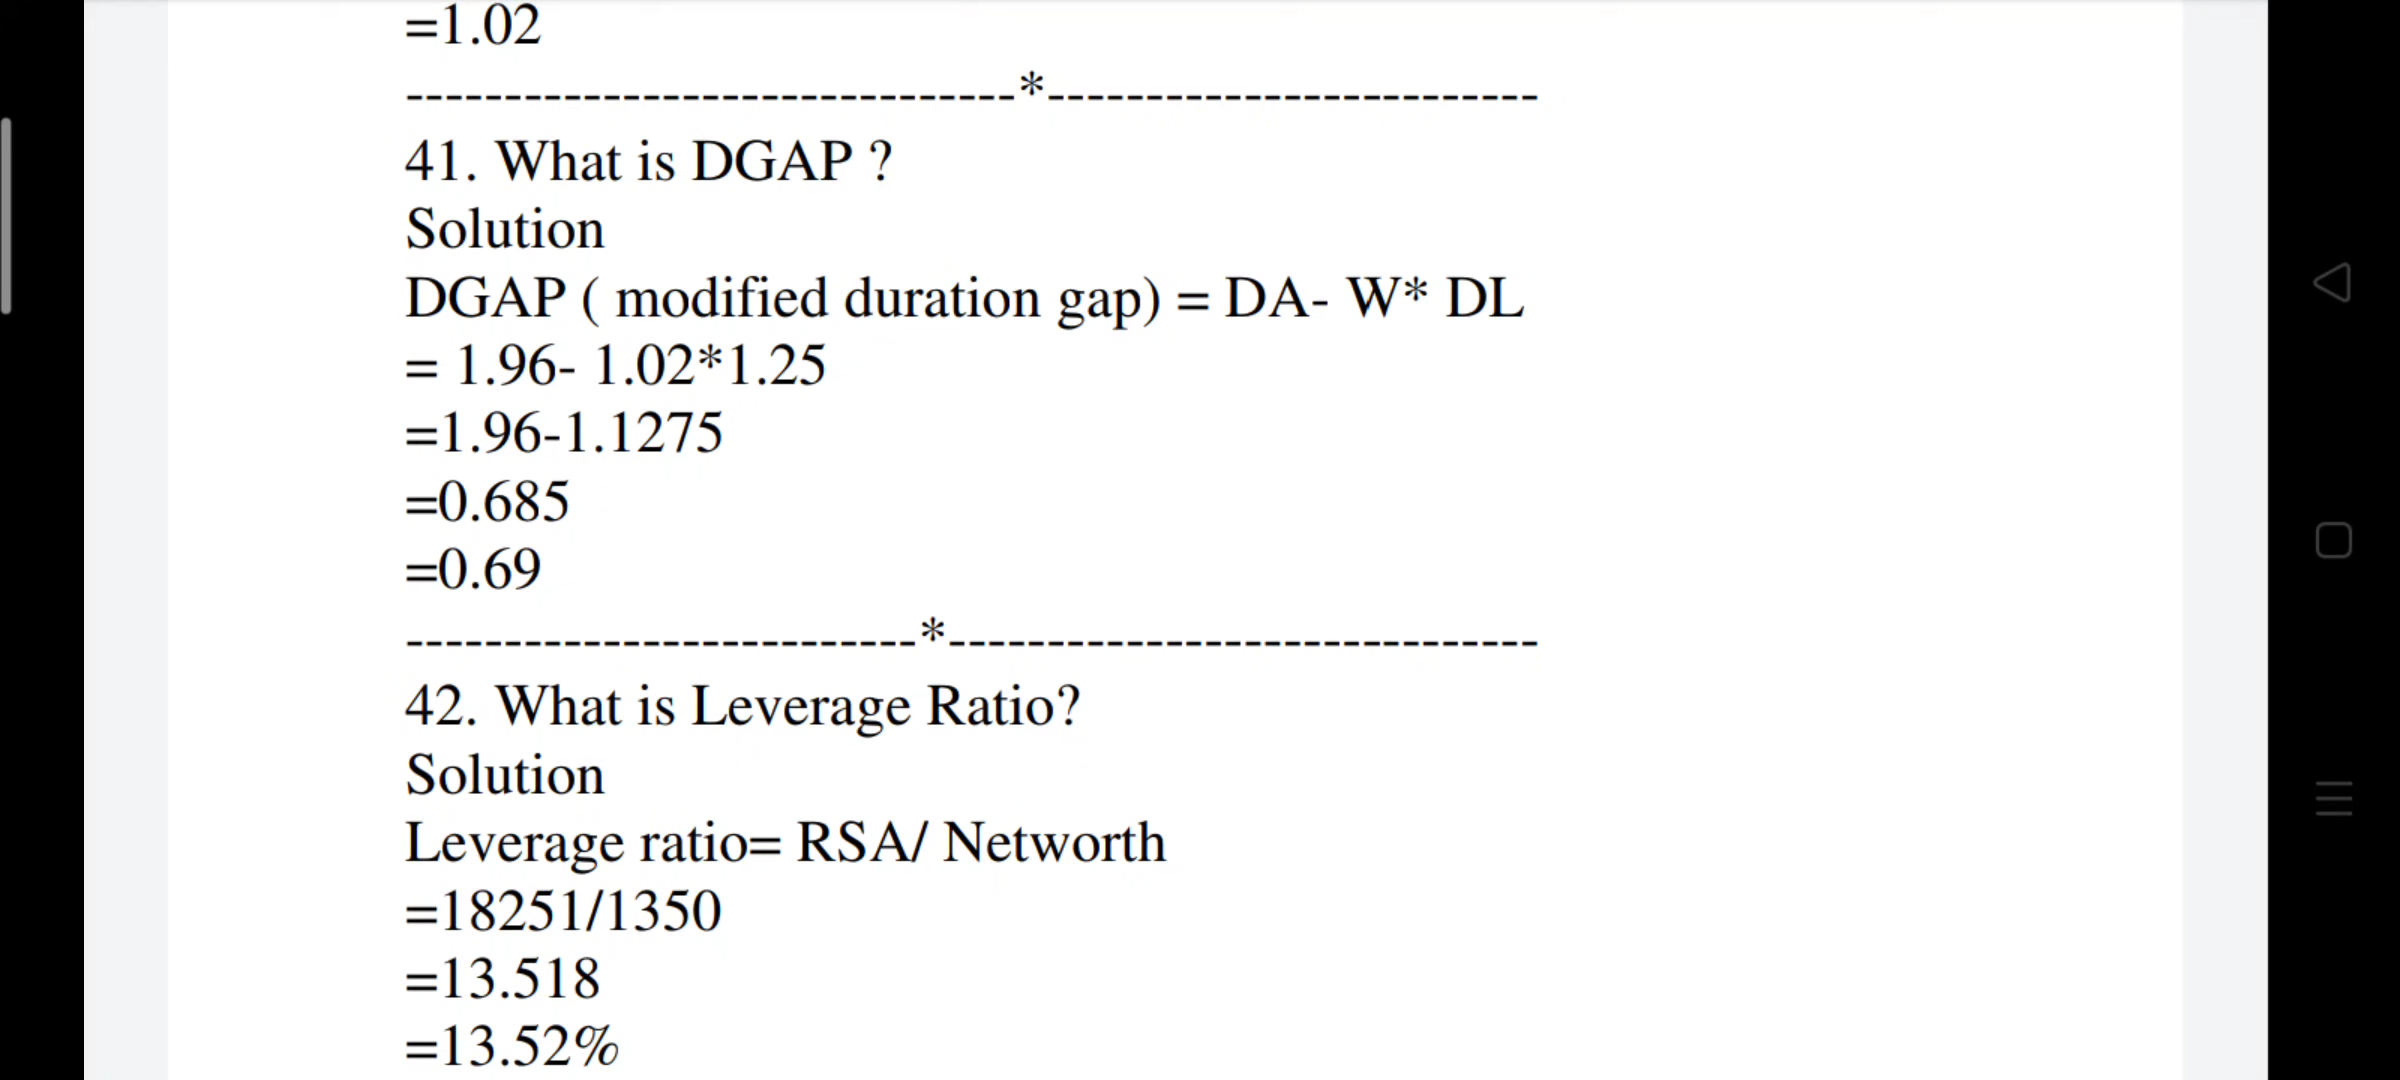 =1.02
-------------------------------*-------------------------
41. What is DGAP ?
Solution
DGAP ( modified duration gap) = DA- W* DL
= 1.96- 1.02*1.25
=1.96-1.1275
=0.685
=0.69
--------------------------*------------------------------
42. What is Leverage Ratio?
Solution
Leverage ratio= RSA/ Networth
=18251/1350
=13.518
=13.52%